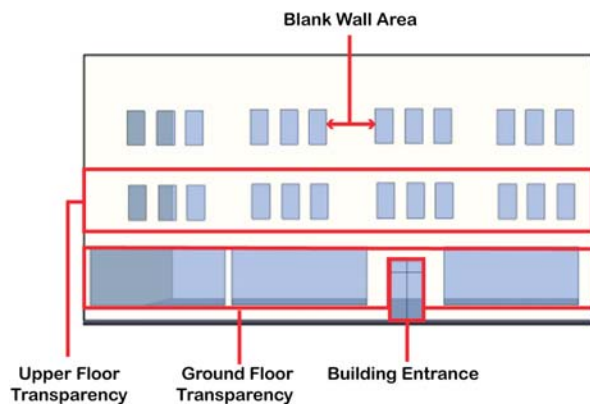 Blank Wall Area
Upper Floor
Transparency
Ground Floor
Transparency
Building Entrance